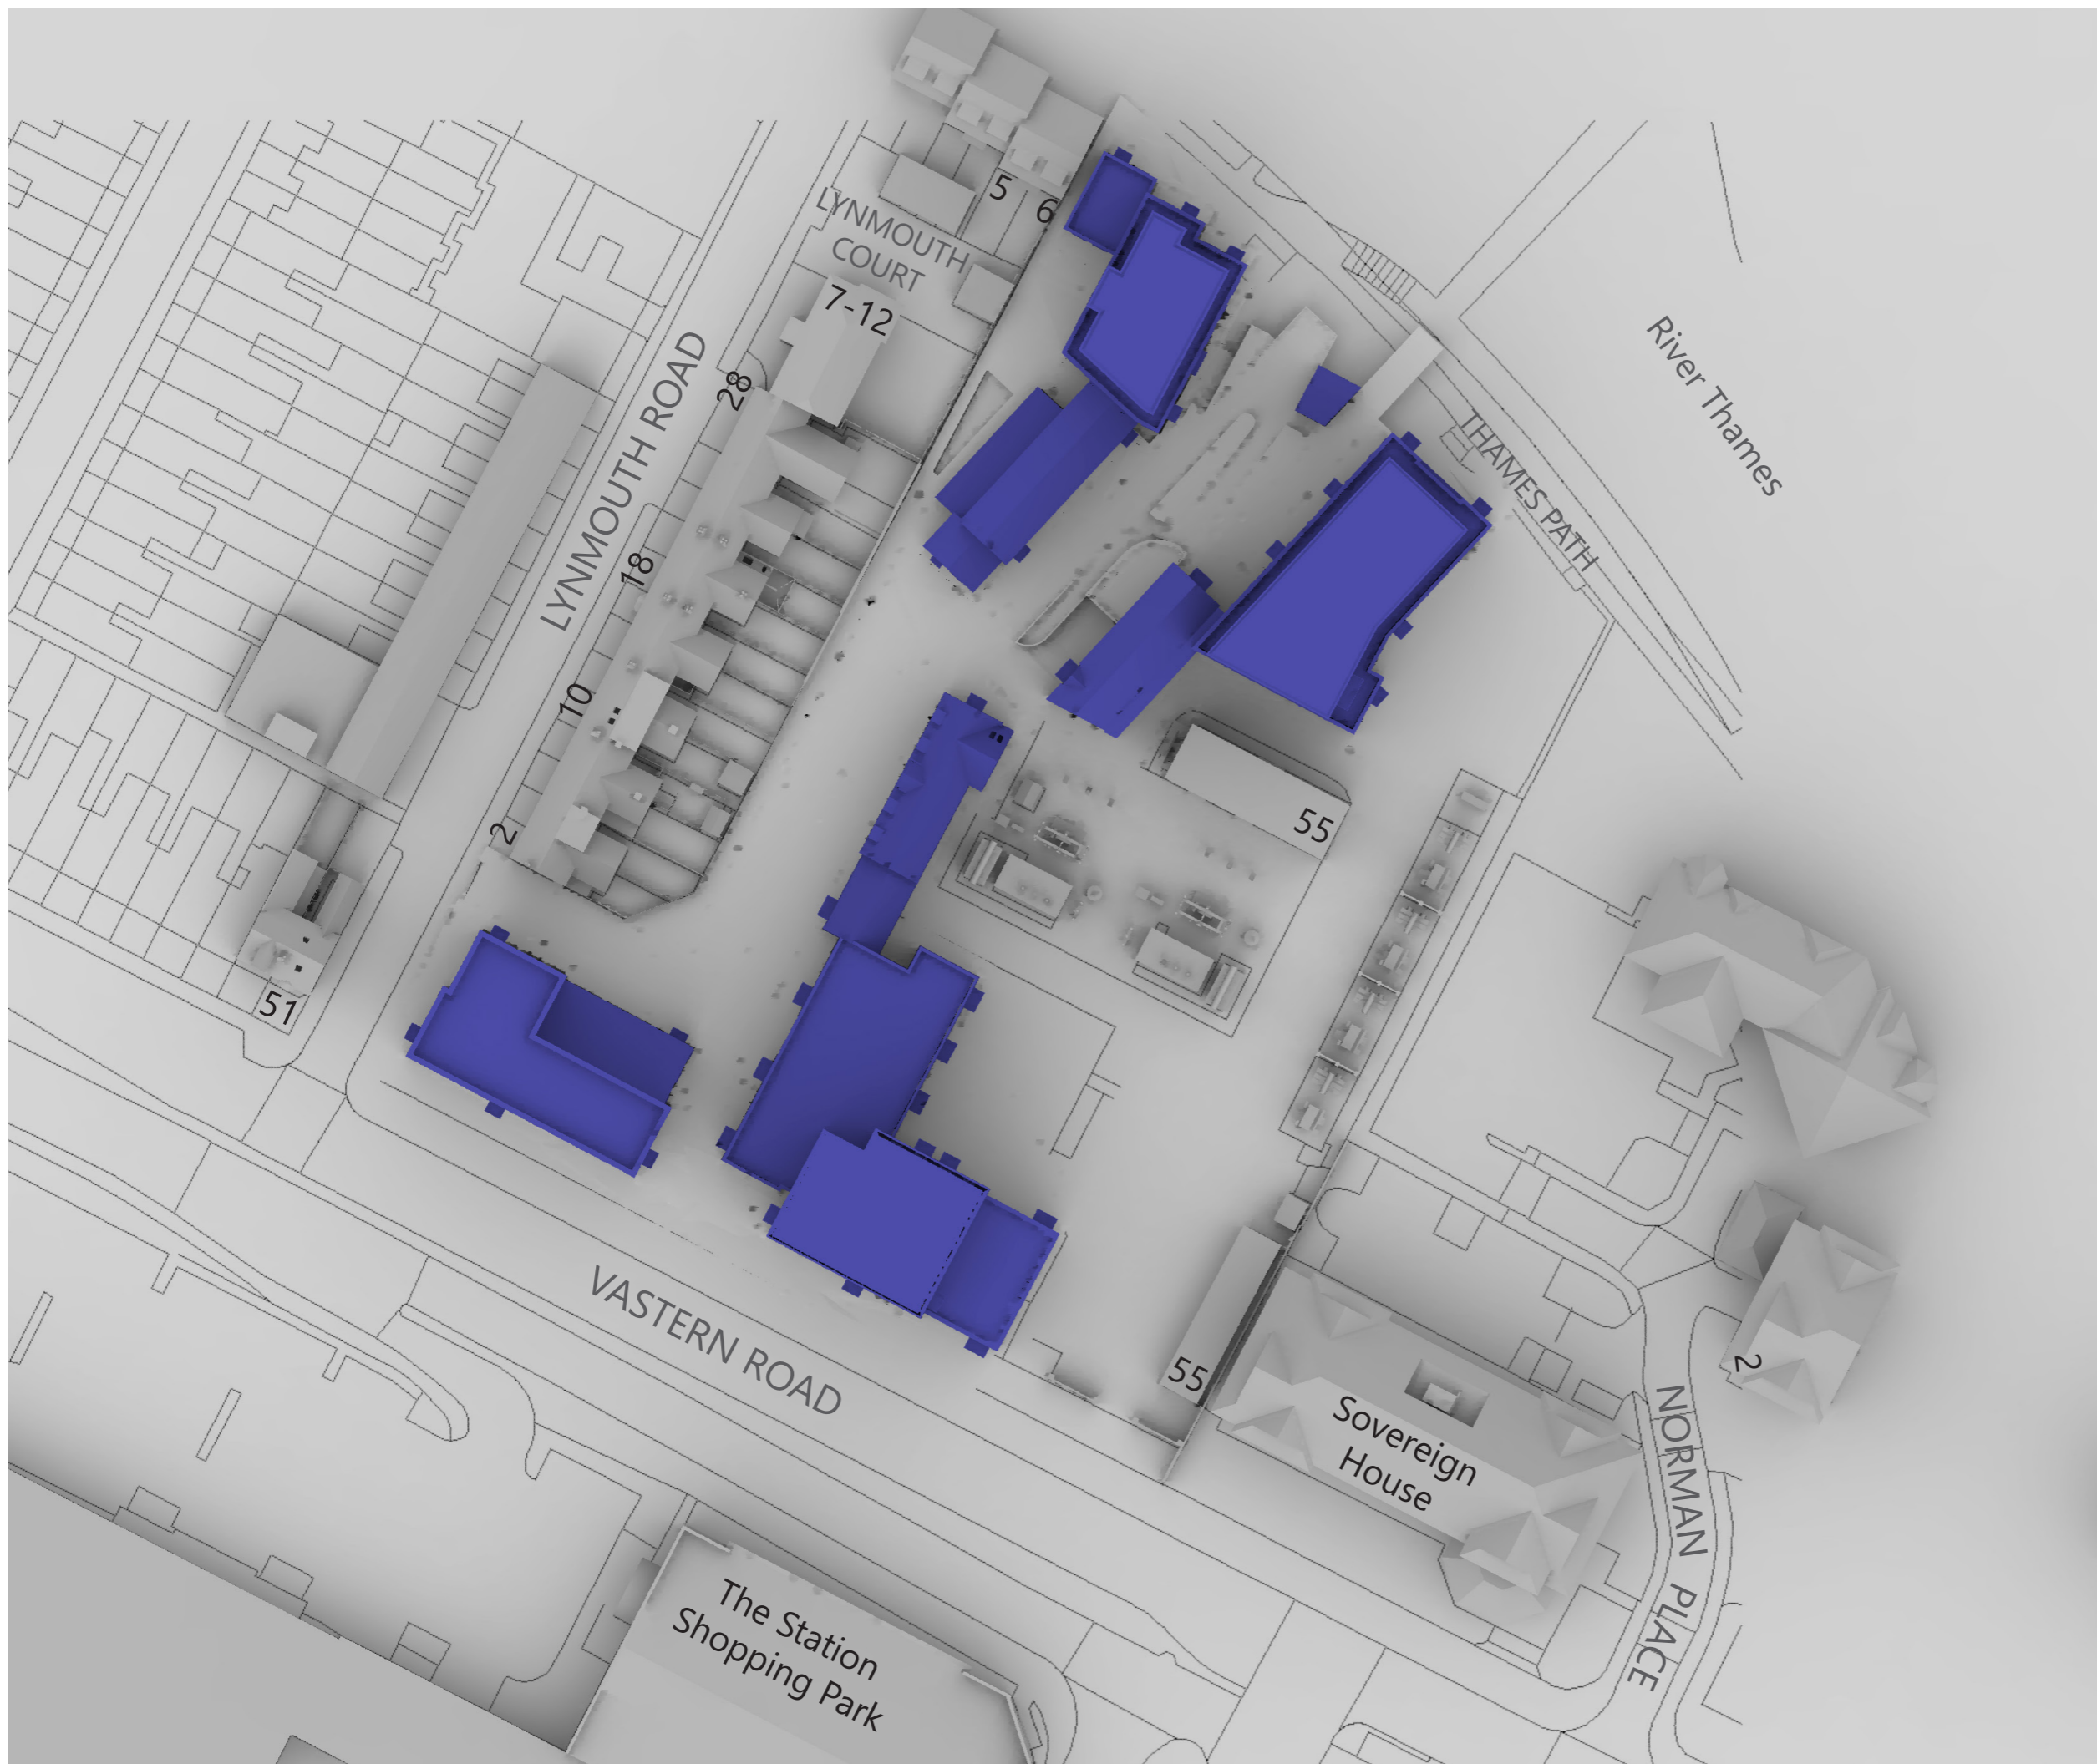 5
6
LYNMOUTH
COURT
7-12
River Thames
28
LYNMOUTH ROAD
THAMES PATH
18
10
2
55
51
VASTERN ROAD
55
2
Sovereign
House
NORMAN PLACE
The Station
Shopping Park